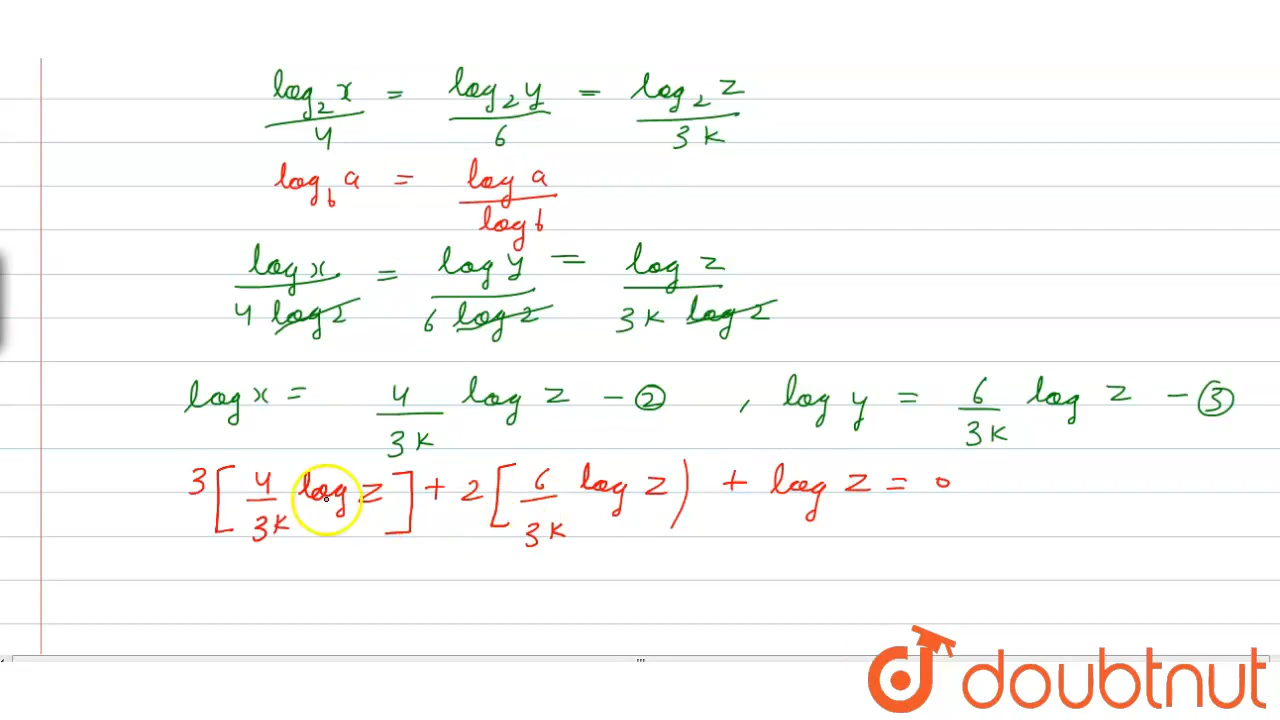 log₂ x / 4 = log₂ y / 6 = log₂ z / 3K
log_b a = log a / log b
log x / 4 log 2 = log y / 6 log 2 = log z / 3K log 2
log x = 4/3K log z - ② , log y = 6/3K log z - ③
3[4/3K log z] + 2[6/3K log z) + log z = 0
doubtnut